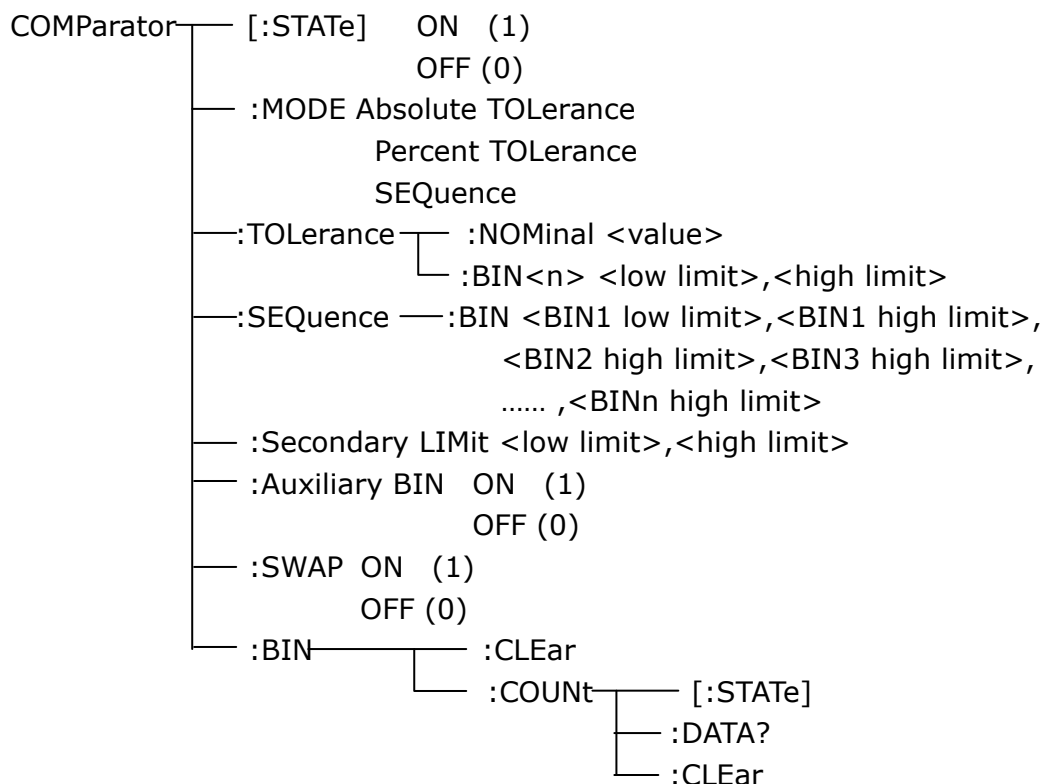 COMParator [:STATe] ON (1)
OFF (0)
:MODE Absolute TOLerance
Percent TOLerance
SEQuence
:TOLerance :NOMinal <value>
:BIN<n> <low limit>,<high limit>
:SEQuence :BIN <BIN1 low limit>,<BIN1 high limit>,
<BIN2 high limit>,<BIN3 high limit>,
...... ,<BINn high limit>
:Secondary LIMit <low limit>,<high limit>
:Auxiliary BIN ON (1)
OFF (0)
:SWAP ON (1)
OFF (0)
:BIN :CLEar
:COUNt [:STATe]
:DATA?
:CLEar